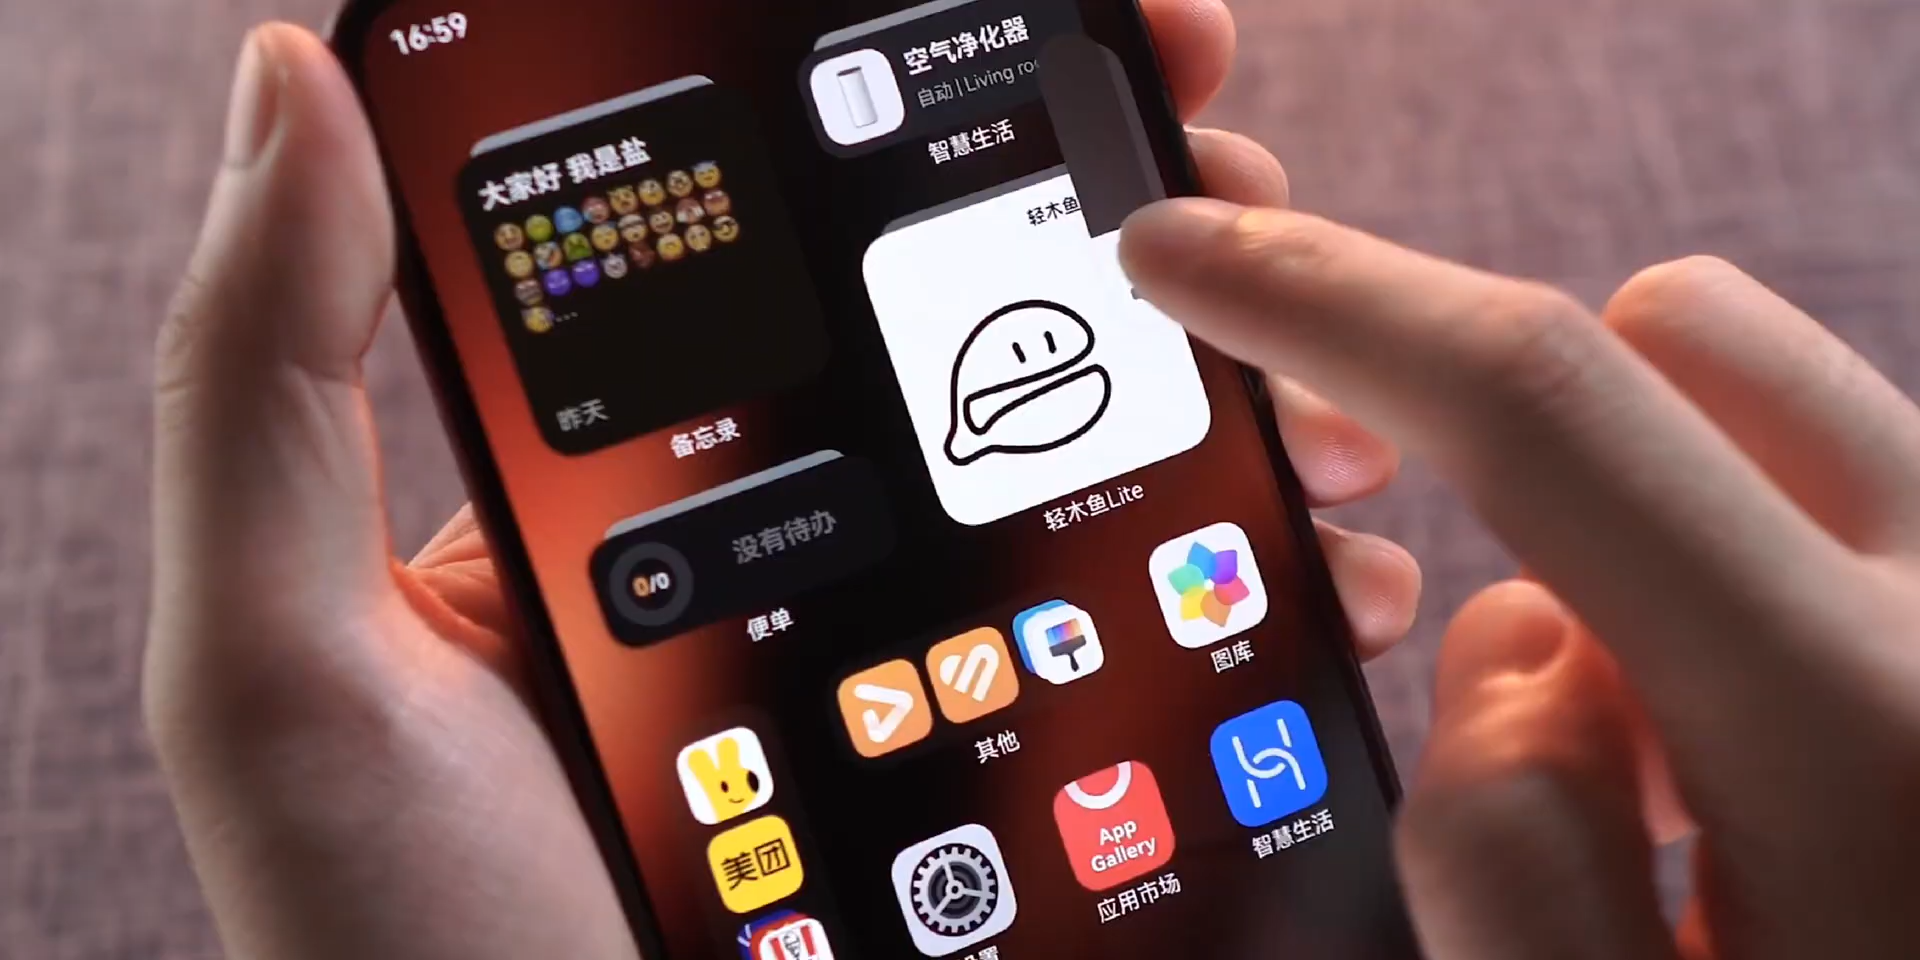 16:59
空气净化器
自动 | Living
智慧生活
大家好 我是盐
...
昨天
备忘录
轻木鱼
轻木鱼Lite
0/0
没有待办
便单
其他
图库
美团
App
Gallery
应用市场
智慧生活